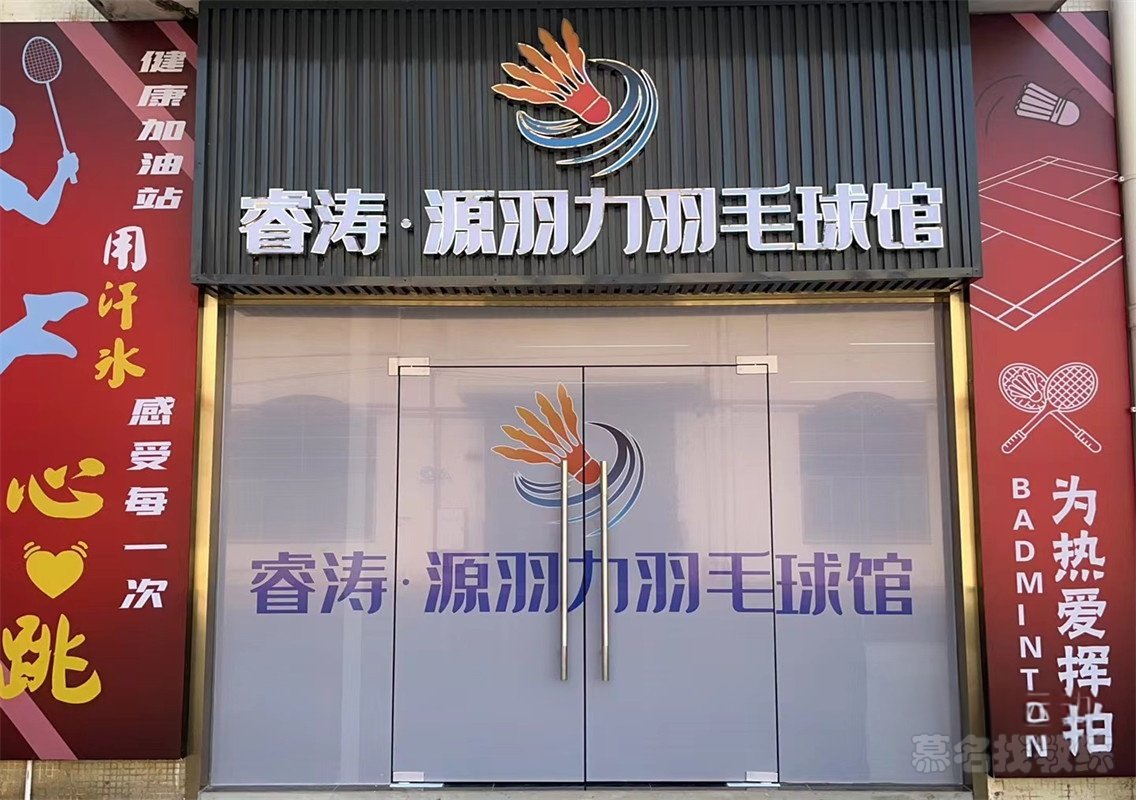 睿涛·源羽力羽毛球馆
健康加油站
用汗水
感受每一次
心
跳
睿涛·源羽力羽毛球馆
BADMINTON
为热爱挥拍
慕名找教练